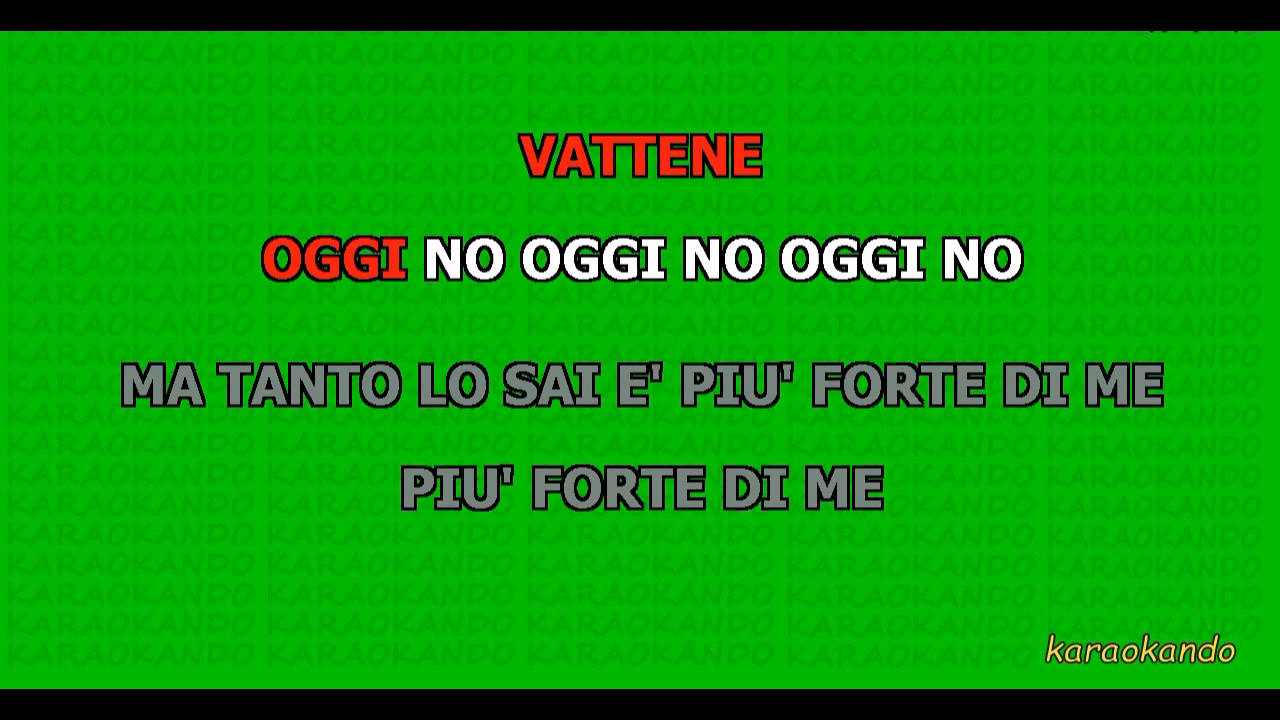 VATTENE
OGGI NO OGGI NO OGGI NO
MA TANTO LO SAI E' PIU' FORTE DI ME
PIU' FORTE DI ME
karaokando